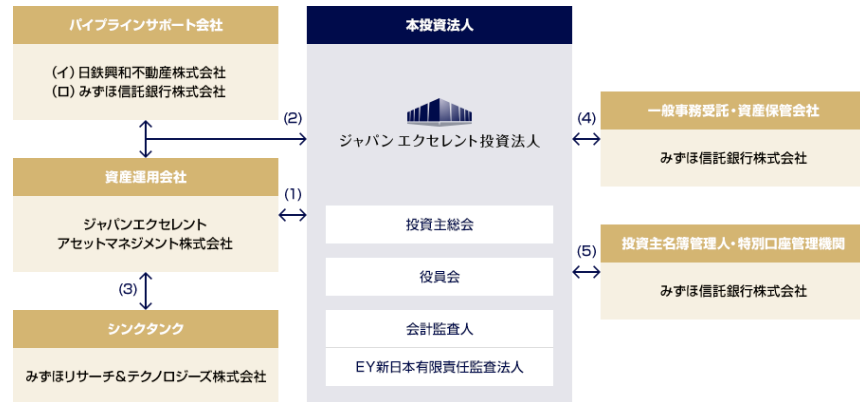 パイプラインサポート会社
(イ)日鉄興和不動産株式会社
(ロ)みずほ信託銀行株式会社
(2)
資産運用会社
ジャパンエクセレント
アセットマネジメント株式会社
(1)
(3)
シンクタンク
みずほリサーチ&テクノロジーズ株式会社
本投資法人
ジャパン エクセレント投資法人
投資主総会
役員会
会計監査人
EY新日本有限責任監査法人
(4)
一般事務受託・資産保管会社
みずほ信託銀行株式会社
(5)
投資主名簿管理人・特別口座管理機関
みずほ信託銀行株式会社